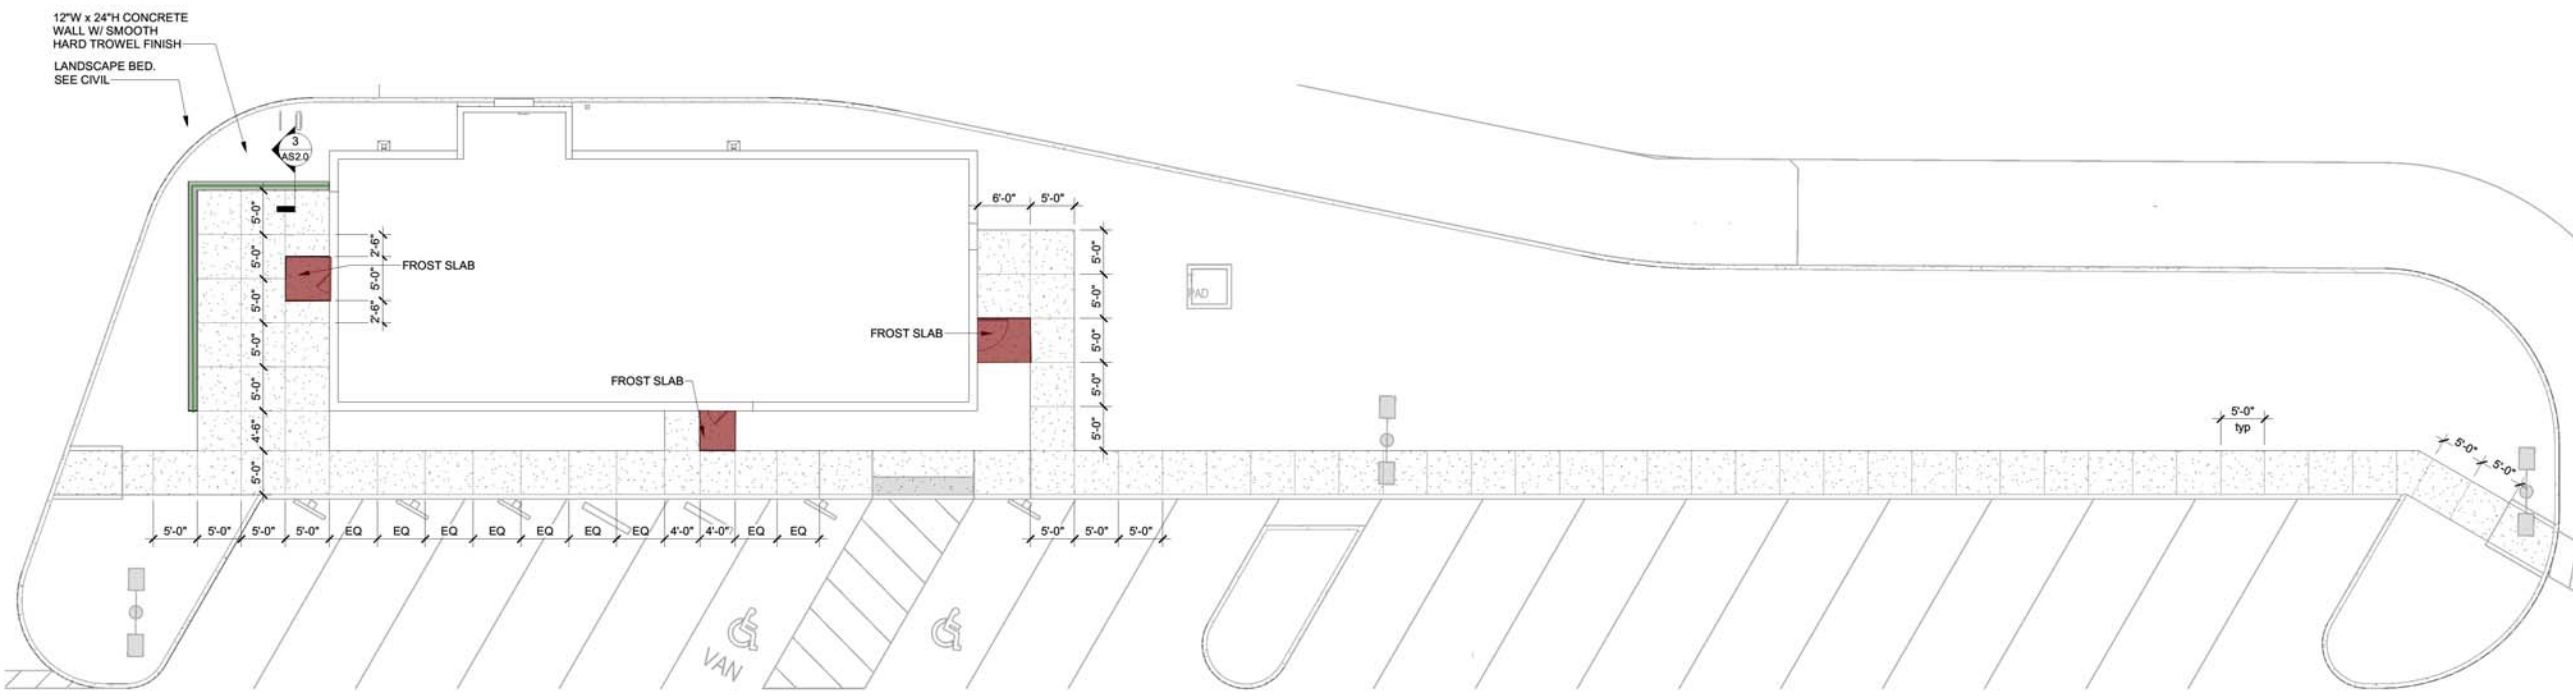 12"W x 24"H CONCRETE
WALL W/ SMOOTH
HARD TROWEL FINISH
LANDSCAPE BED.
SEE CIVIL
3
AS2.0
5'-0"
5'-0"
5'-0"
5'-0"
5'-0"
4'-6"
5'-0"
2'-6"
5'-0"
2'-6"
FROST SLAB
FROST SLAB
FROST SLAB
6'-0"
5'-0"
5'-0"
5'-0"
5'-0"
5'-0"
5'-0"
PAD
5'-0"
typ
5'-0"
5'-0"
5'-0"
5'-0"
5'-0"
5'-0"
EQ
EQ
EQ
EQ
EQ
EQ
EQ
4'-0"
4'-0"
EQ
EQ
5'-0"
5'-0"
5'-0"
VAN